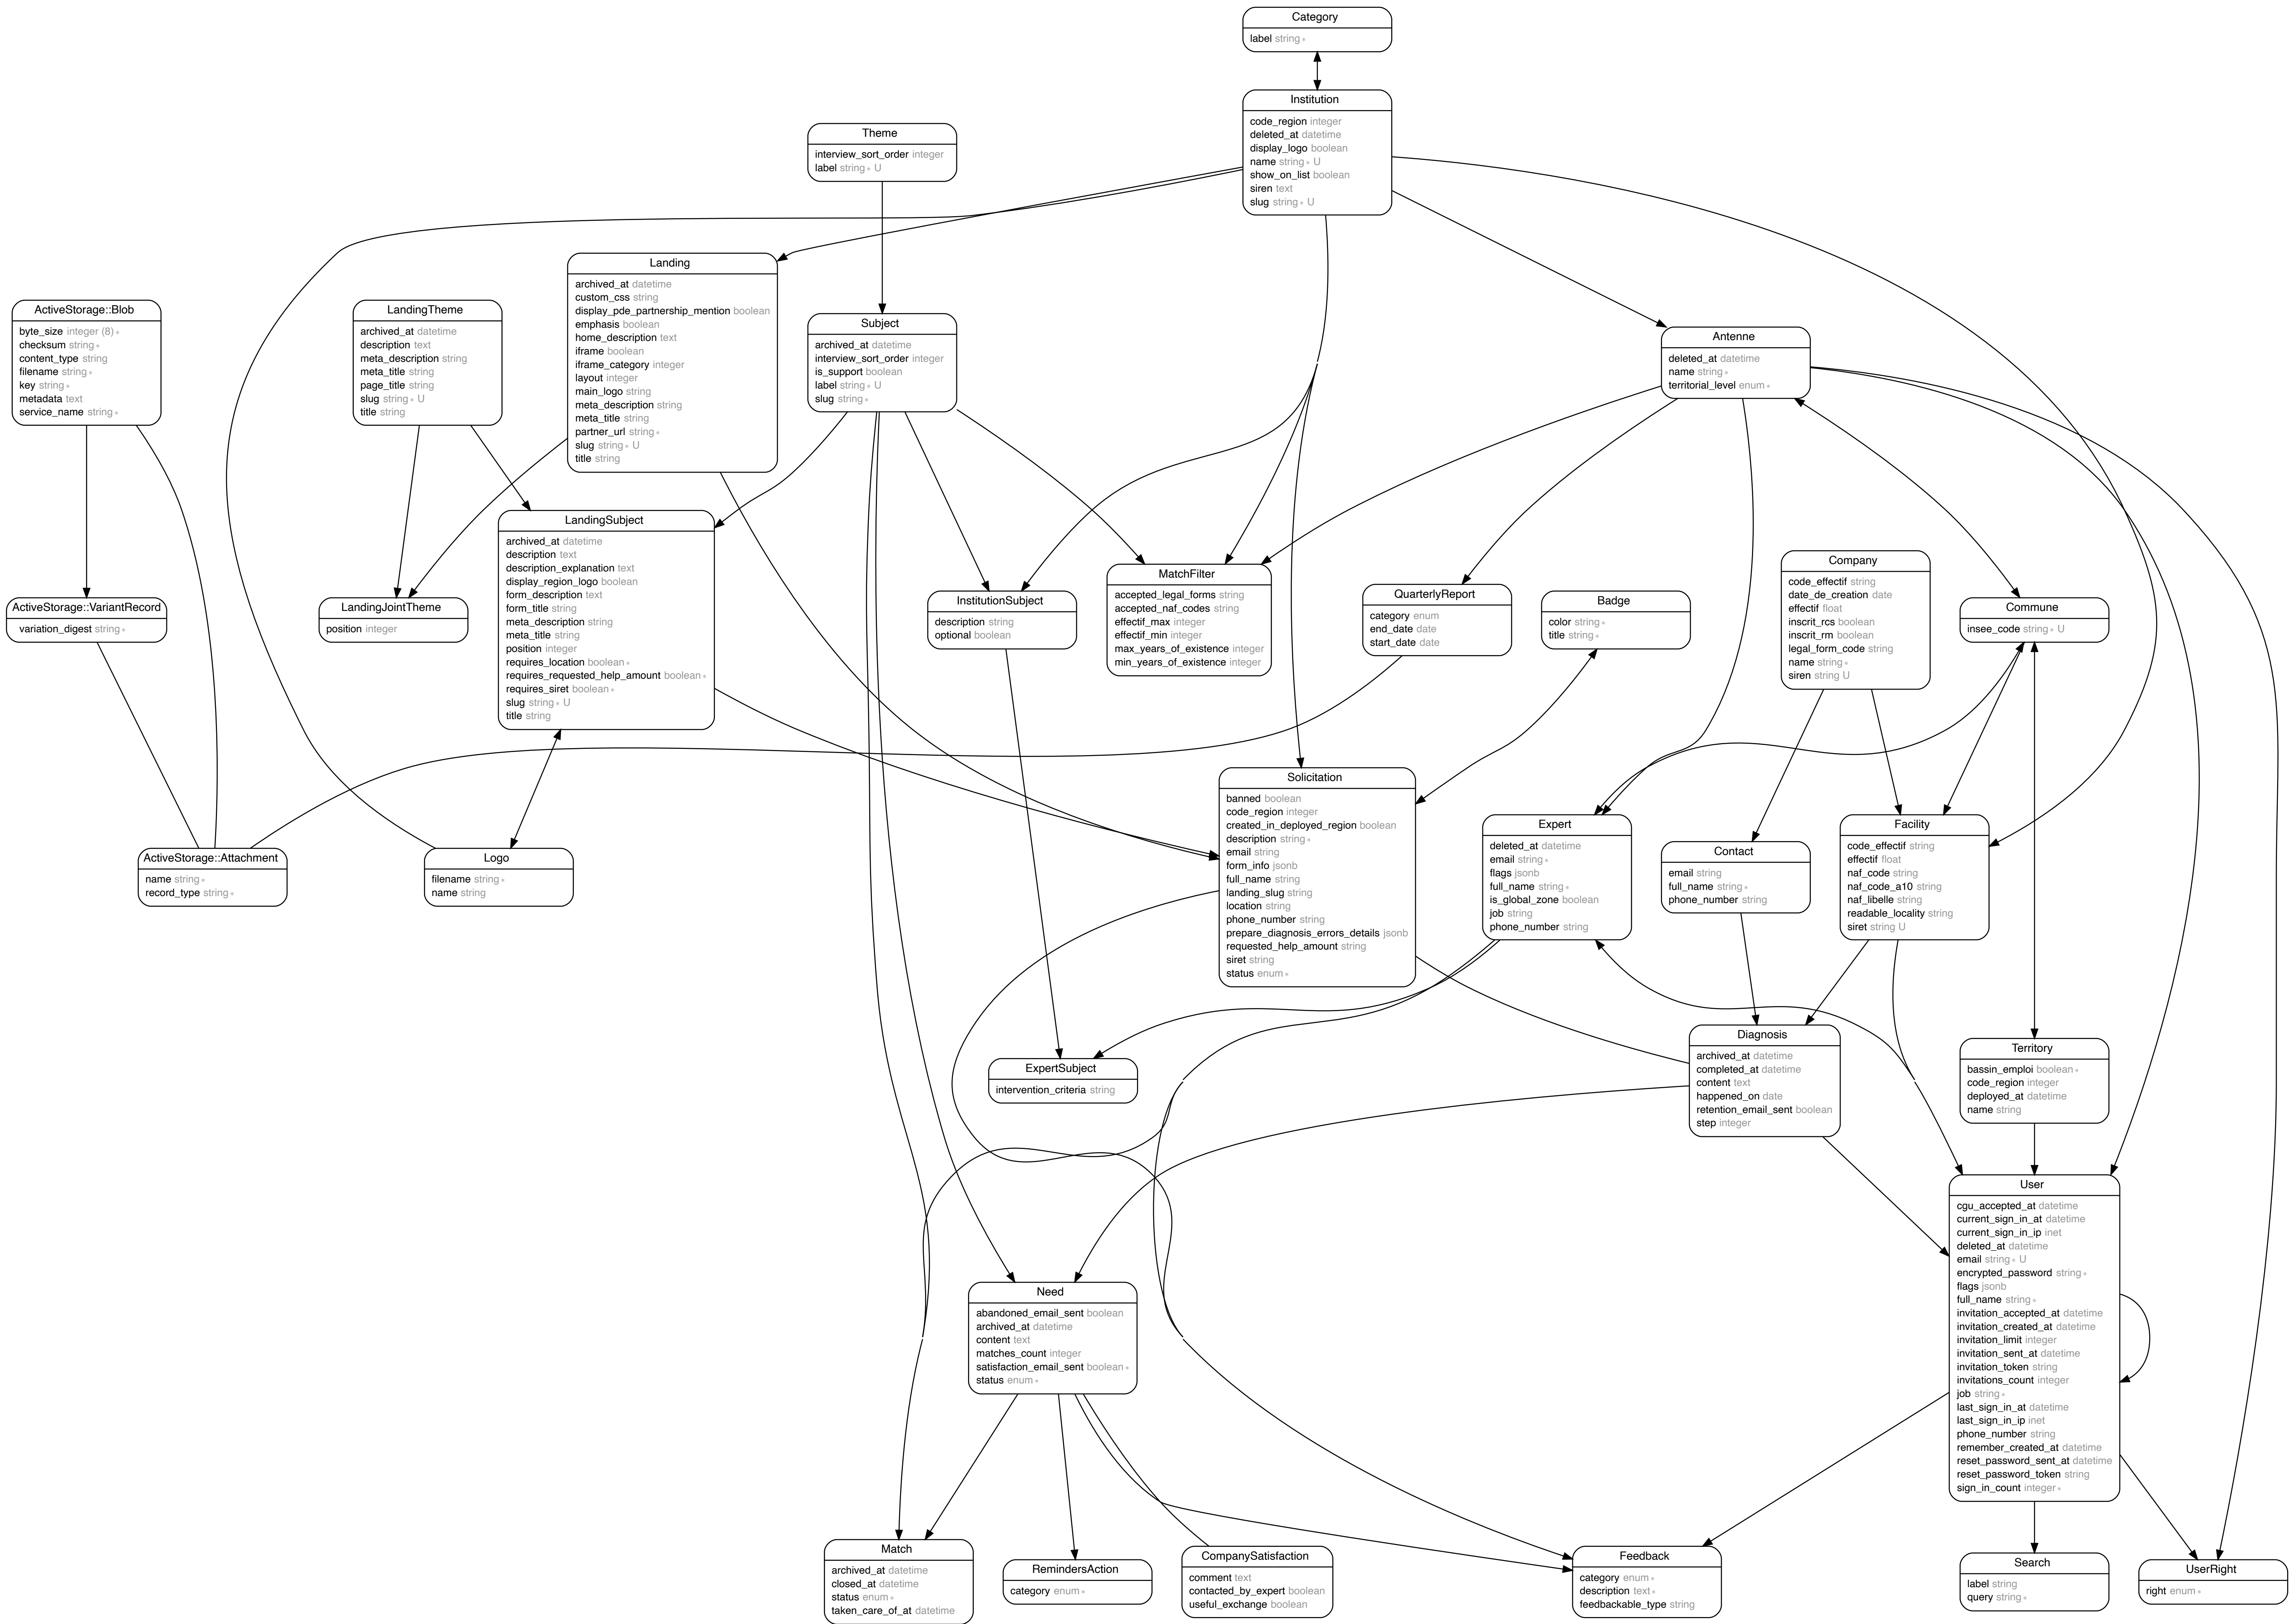 Category
label string *
Institution
code_region integer
deleted_at datetime
display_logo boolean
name string * U
show_on_list boolean
siren text
slug string * U
Theme
interview_sort_order integer
label string * U
Landing
archived_at datetime
custom_css string
display_pde_partnership_mention boolean
emphasis boolean
home_description text
iframe boolean
iframe_category integer
layout integer
main_logo string
meta_description string
meta_title string
partner_url string *
slug string * U
title string
ActiveStorage::Blob
byte_size integer (8) *
checksum string *
content_type string
filename string *
key string *
metadata text
service_name string *
LandingTheme
archived_at datetime
description text
meta_description string
meta_title string
page_title string
slug string * U
title string
Subject
archived_at datetime
interview_sort_order integer
is_support boolean
label string * U
slug string *
Antenne
deleted_at datetime
name string *
territorial_level enum *
LandingSubject
archived_at datetime
description text
description_explanation text
display_region_logo boolean
form_description text
form_title string
meta_description string
meta_title string
position integer
requires_location boolean *
requires_requested_help_amount boolean *
requires_siret boolean *
slug string * U
title string
ActiveStorage::VariantRecord
variation_digest string *
LandingJointTheme
position integer
InstitutionSubject
description string
optional boolean
MatchFilter
accepted_legal_forms string
accepted_naf_codes string
effectif_max integer
effectif_min integer
max_years_of_existence integer
min_years_of_existence integer
QuarterlyReport
category enum
end_date date
start_date date
Badge
color string *
title string *
Company
code_effectif string
date_de_creation date
effectif float
inscrit_rcs boolean
inscrit_rm boolean
legal_form_code string
name string *
siren string U
Commune
insee_code string * U
ActiveStorage::Attachment
name string *
record_type string *
Logo
filename string *
name string
Solicitation
banned boolean
code_region integer
created_in_deployed_region boolean
description string *
email string
form_info jsonb
full_name string
landing_slug string
location string
phone_number string
prepare_diagnosis_errors_details jsonb
requested_help_amount string
siret string
status enum *
Expert
deleted_at datetime
email string *
flags jsonb
full_name string *
is_global_zone boolean
job string
phone_number string
Contact
email string
full_name string *
phone_number string
Facility
code_effectif string
effectif float
naf_code string
naf_code_a10 string
naf_libelle string
readable_locality string
siret string U
ExpertSubject
intervention_criteria string
Diagnosis
archived_at datetime
completed_at datetime
content text
happened_on date
retention_email_sent boolean
step integer
Territory
bassin_emploi boolean *
code_region integer
deployed_at datetime
name string
User
cgu_accepted_at datetime
current_sign_in_at datetime
current_sign_in_ip inet
deleted_at datetime
email string * U
encrypted_password string *
flags jsonb
full_name string *
invitation_accepted_at datetime
invitation_created_at datetime
invitation_limit integer
invitation_sent_at datetime
invitation_token string
invitations_count integer
job string *
last_sign_in_at datetime
last_sign_in_ip inet
phone_number string
remember_created_at datetime
reset_password_sent_at datetime
reset_password_token string
sign_in_count integer *
Need
abandoned_email_sent boolean
archived_at datetime
content text
matches_count integer
satisfaction_email_sent boolean *
status enum *
Match
archived_at datetime
closed_at datetime
status enum *
taken_care_of_at datetime
RemindersAction
category enum *
CompanySatisfaction
comment text
contacted_by_expert boolean
useful_exchange boolean
Feedback
category enum *
description text *
feedbackable_type string
Search
label string
query string *
UserRight
right enum *